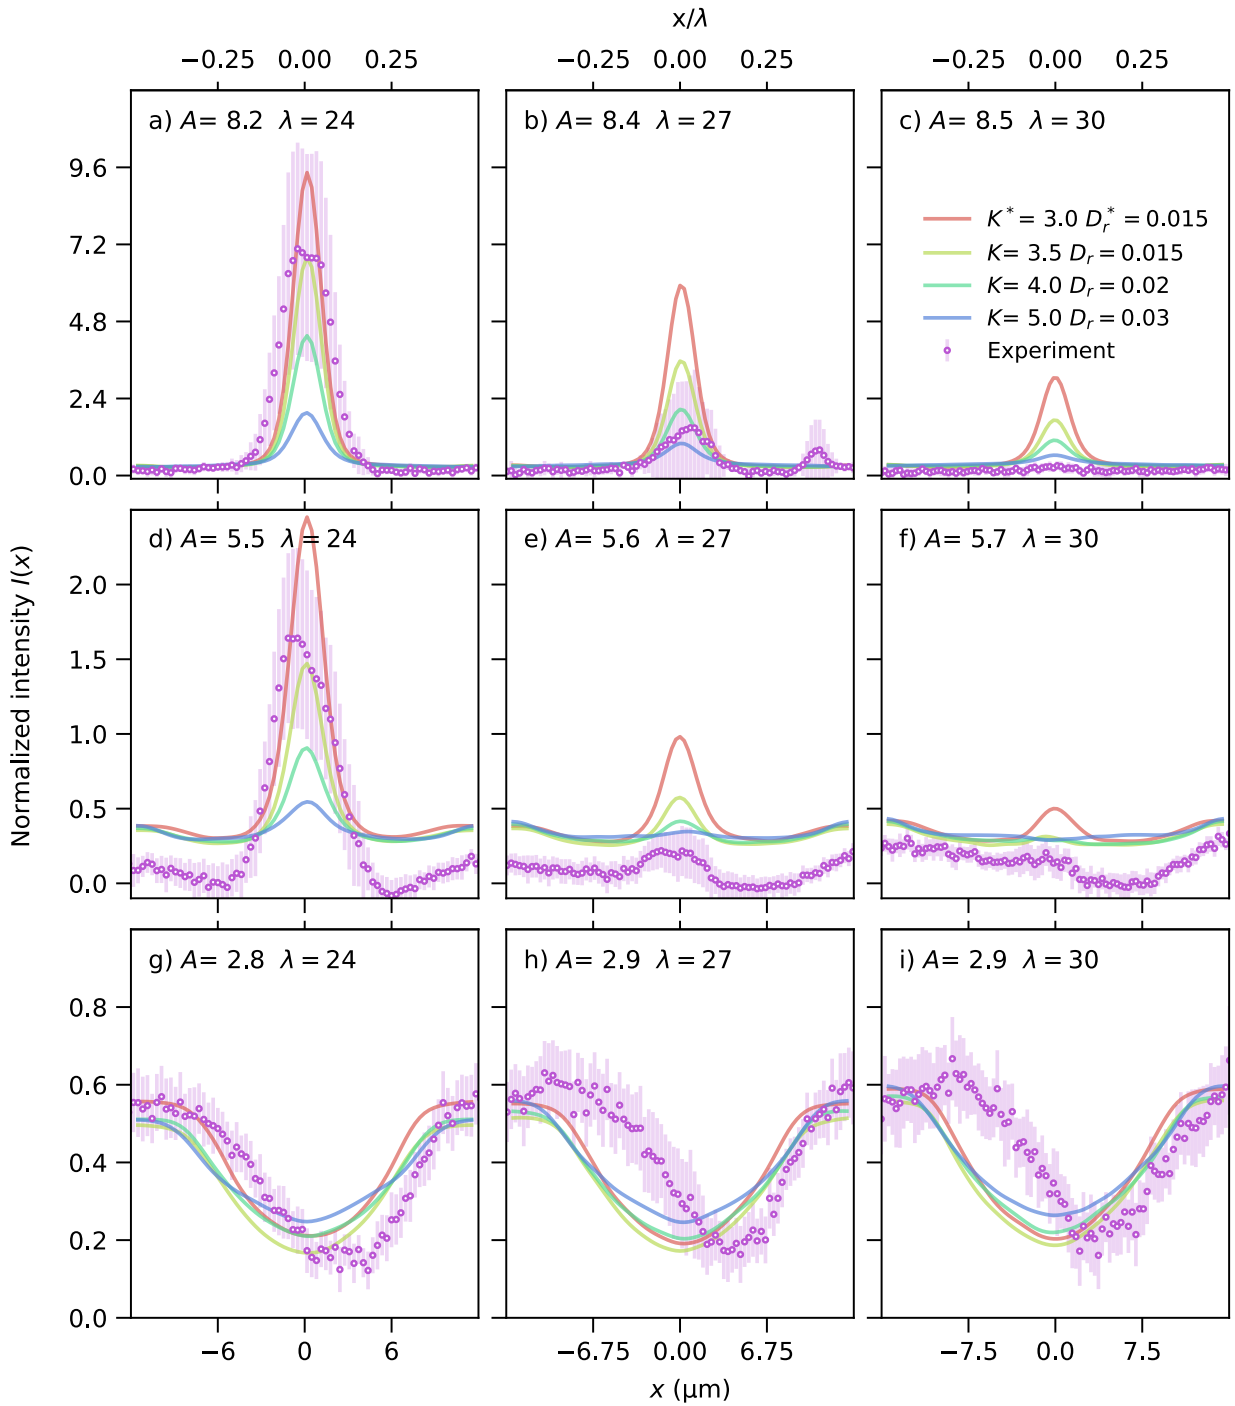 x/λ
−0.25 0.00 0.25 −0.25 0.00 0.25 −0.25 0.00 0.25
a) A= 8.2 λ = 24
b) A= 8.4 λ = 27
c) A= 8.5 λ = 30
9.6
7.2
4.8
2.4
0.0
K* = 3.0 D_r* = 0.015
K= 3.5 D_r = 0.015
K= 4.0 D_r = 0.02
K= 5.0 D_r = 0.03
Experiment
Normalized intensity I(x)
d) A= 5.5 λ = 24
e) A= 5.6 λ = 27
f) A= 5.7 λ = 30
2.0
1.5
1.0
0.5
0.0
g) A= 2.8 λ = 24
h) A= 2.9 λ = 27
i) A= 2.9 λ = 30
0.8
0.6
0.4
0.2
0.0
−6 0 6 −6.75 0.00 6.75 −7.5 0.0 7.5
x (μm)